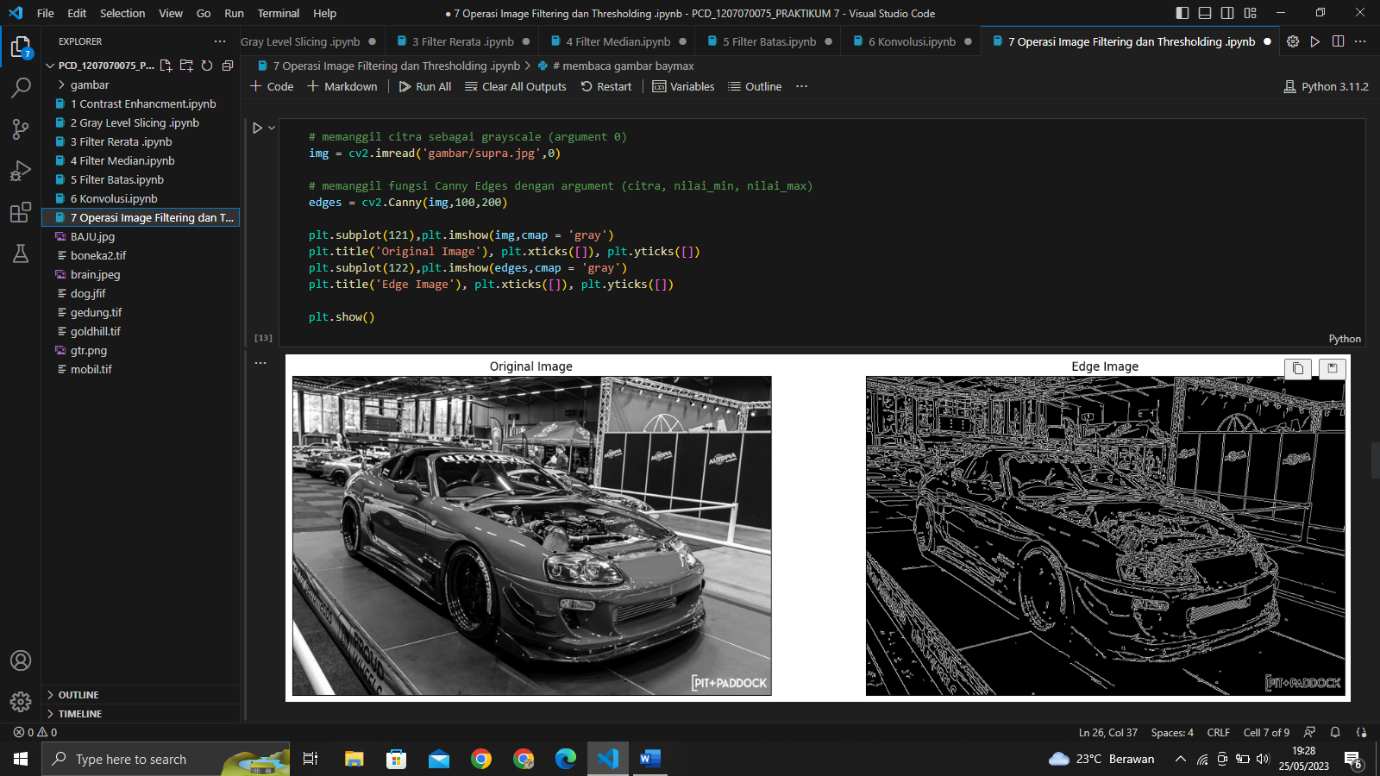 File Edit Selection View Go Run Terminal Help
● 7 Operasi Image Filtering dan Thresholding .ipynb - PCD_1207070075_PRAKTIKUM 7 - Visual Studio Code
7
EXPLORER
PCD_1207070075_P...
gambar
1 Contrast Enhancment.ipynb
2 Gray Level Slicing .ipynb
3 Filter Rerata .ipynb
4 Filter Median.ipynb
5 Filter Batas.ipynb
6 Konvolusi.ipynb
7 Operasi Image Filtering dan T...
BAJU.jpg
boneka2.tif
brain.jpeg
dog.jfif
gedung.tif
goldhill.tif
gtr.png
mobil.tif
OUTLINE
TIMELINE
Gray Level Slicing .ipynb ● 3 Filter Rerata .ipynb ● 4 Filter Median.ipynb ● 5 Filter Batas.ipynb ● 6 Konvolusi.ipynb ● 7 Operasi Image Filtering dan Thresholding .ipynb ●
7 Operasi Image Filtering dan Thresholding .ipynb > # membaca gambar baymax
+ Code + Markdown | Run All Clear All Outputs Restart | Variables Outline ...
Python 3.11.2
# memanggil citra sebagai grayscale (argument 0)
img = cv2.imread('gambar/supra.jpg',0)
# memanggil fungsi Canny Edges dengan argument (citra, nilai_min, nilai_max)
edges = cv2.Canny(img,100,200)
plt.subplot(121),plt.imshow(img,cmap = 'gray')
plt.title('Original Image'), plt.xticks([]), plt.yticks([])
plt.subplot(122),plt.imshow(edges,cmap = 'gray')
plt.title('Edge Image'), plt.xticks([]), plt.yticks([])
plt.show()
[13]
Python
Original Image
Edge Image
PIT+PADDOCK
PIT+PADDOCK
0 0
Ln 26, Col 37 Spaces: 4 CRLF Cell 7 of 9
Type here to search
23°C Berawan
19:28
25/05/2023
6